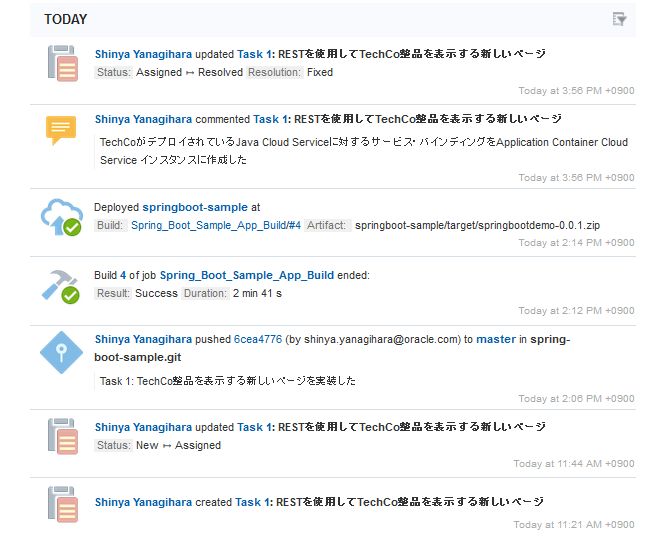 TODAY
Shinya Yanagihara updated Task 1: RESTを使用してTechCo整品を表示する新しいページ
Status: Assigned ↦ Resolved Resolution: Fixed
Today at 3:56 PM +0900
Shinya Yanagihara commented Task 1: RESTを使用してTechCo整品を表示する新しいページ
TechCoがデプロイされているJava Cloud Serviceに対するサービス・バインディングをApplication Container Cloud
Service インスタンスに作成した
Today at 3:56 PM +0900
Deployed springboot-sample at
Build: Spring_Boot_Sample_App_Build/#4 Artifact: springboot-sample/target/springbootdemo-0.0.1.zip
Today at 2:14 PM +0900
Build 4 of job Spring_Boot_Sample_App_Build ended:
Result: Success Duration: 2 min 41 s
Today at 2:12 PM +0900
Shinya Yanagihara pushed 6cea4776 (by shinya.yanagihara@oracle.com) to master in spring-
boot-sample.git
Task 1: TechCo整品を表示する新しいページを実装した
Today at 2:06 PM +0900
Shinya Yanagihara updated Task 1: RESTを使用してTechCo整品を表示する新しいページ
Status: New ↦ Assigned
Today at 11:44 AM +0900
Shinya Yanagihara created Task 1: RESTを使用してTechCo整品を表示する新しいページ
Today at 11:21 AM +0900